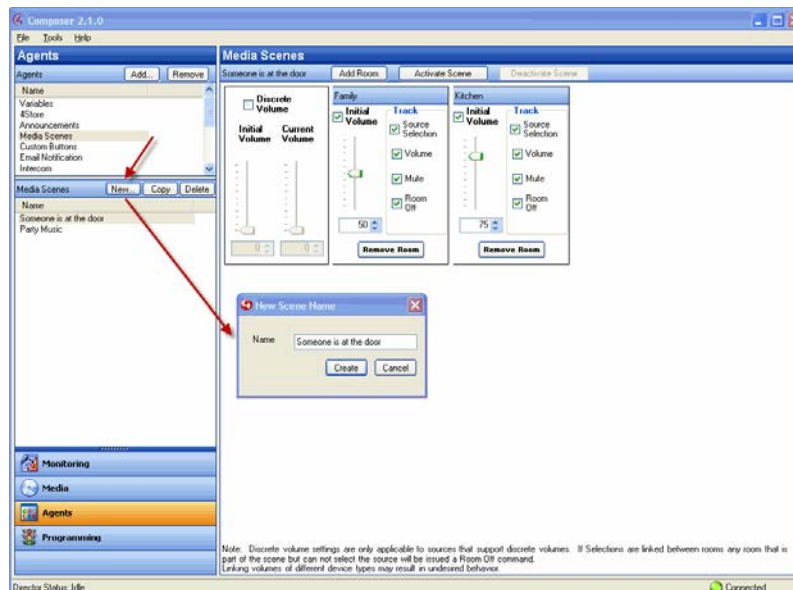 Composer 2.1.0
File Tools Help
Agents
Agents Add... Remove
Name
Variables
4Store
Announcements
Media Scenes
Custom Buttons
Email Notification
Intercom
Media Scenes New... Copy Delete
Name
Someone is at the door
Party Music
Monitoring
Media
Agents
Programming
Director Status: Idle
Media Scenes
Someone is at the door Add Room Activate Scene Deactivate Scene
Discrete Volume
Initial Volume Current Volume
0 0
Family
Initial Volume
Track
Source Selection
Volume
Mute
Room Off
50
Remove Room
Kitchen
Initial Volume
Track
Source Selection
Volume
Mute
Room Off
75
Remove Room
New Scene Name
Name Someone is at the door
Create Cancel
Note: Discrete volume settings are only applicable to sources that support discrete volumes. If Selections are linked between rooms any room that is
part of the scene but can not select the source will be issued a Room Off command.
Linking volumes of different device types may result in undesired behavior.
Connected